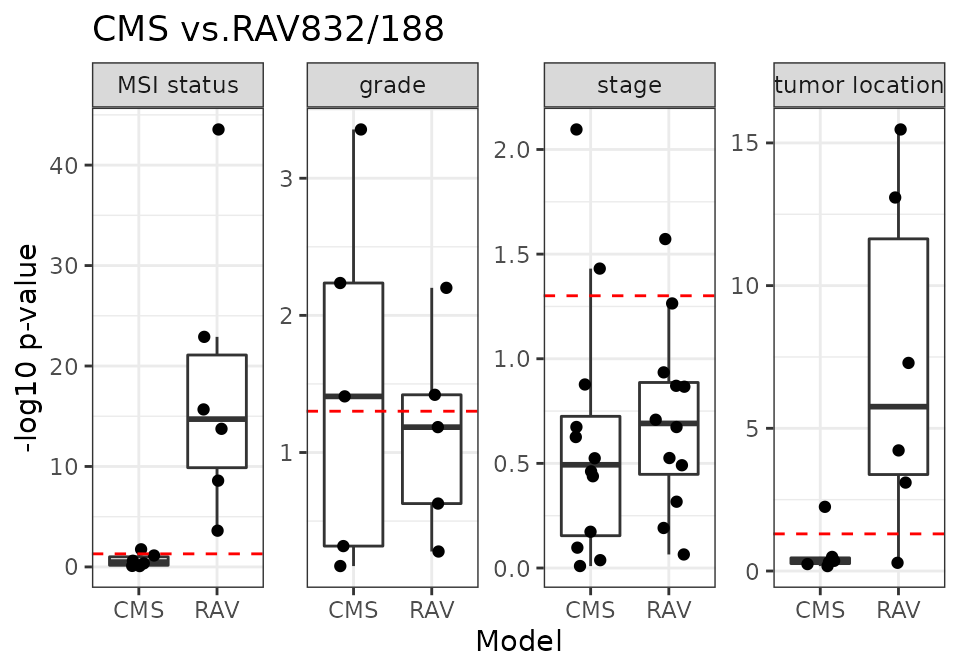 CMS vs.RAV832/188
MSI status
grade
stage
tumor location
-log10 p-value
40
30
20
10
0
3
2
1
2.0
1.5
1.0
0.5
0.0
15
10
5
0
CMS RAV
CMS RAV
CMS RAV
CMS RAV
Model